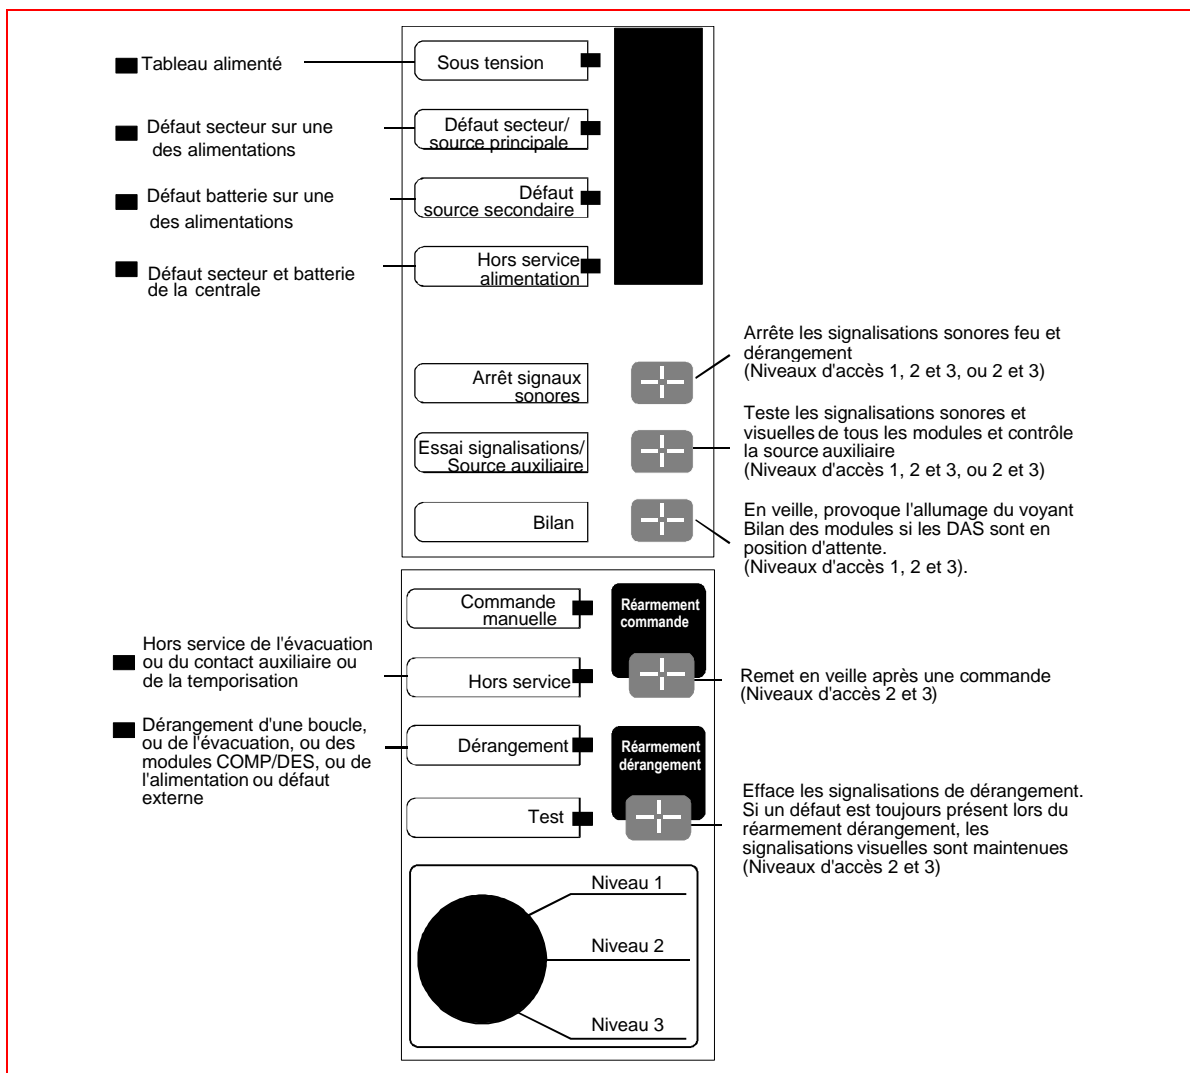 Tableau alimenté
Sous tension
Défaut secteur sur une
des alimentations
Défaut secteur/
source principale
Défaut batterie sur une
des alimentations
Défaut
source secondaire
Défaut secteur et batterie
de la centrale
Hors service
alimentation
Arrêt signaux
sonores
Arrête les signalisations sonores feu et
dérangement
(Niveaux d'accès 1, 2 et 3, ou 2 et 3)
Essai signalisations/
Source auxiliaire
Teste les signalisations sonores et
visuelles de tous les modules et contrôle
la source auxiliaire
(Niveaux d'accès 1, 2 et 3, ou 2 et 3)
Bilan
En veille, provoque l'allumage du voyant
Bilan des modules si les DAS sont en
position d'attente.
(Niveaux d'accès 1, 2 et 3).
Commande
manuelle
Réarmement
commande
Hors service de l'évacuation
ou du contact auxiliaire ou
de la temporisation
Hors service
Remet en veille après une commande
(Niveaux d'accès 2 et 3)
Dérangement d'une boucle,
ou de l'évacuation, ou des
modules COMP/DES, ou de
l'alimentation ou défaut
externe
Dérangement
Réarmement
dérangement
Test
Efface les signalisations de dérangement.
Si un défaut est toujours présent lors du
réarmement dérangement, les
signalisations visuelles sont maintenues
(Niveaux d'accès 2 et 3)
Niveau 1
Niveau 2
Niveau 3